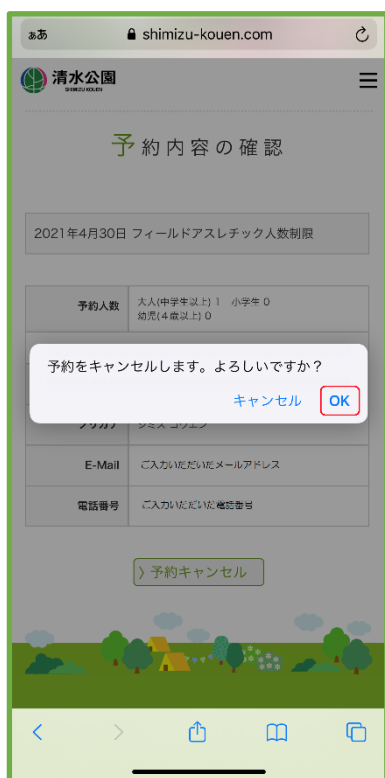 ぁあ shimizu-kouen.com
清水公園
SHIMIZU KOUEN
予約内容の確認
2021年4月30日 フィールドアスレチック人数制限
予約人数
大人(中学生以上) 1 小学生 0
幼児(4歳以上) 0
予約をキャンセルします。よろしいですか？
キャンセル OK
フリガナ シミズ コウエン
E-Mail ご入力いただいたメールアドレス
電話番号 ご入力いただいた電話番号
〉予約キャンセル